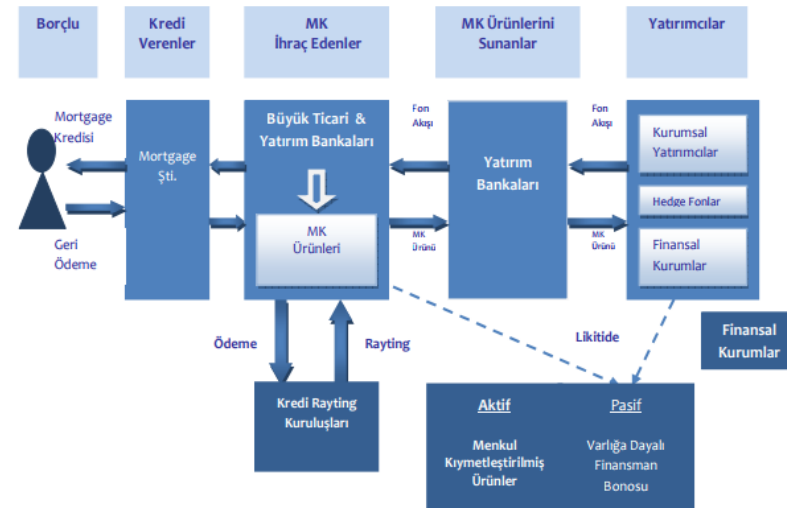 Borçlu
Kredi
Verenler
MK
İhraç Edenler
MK Ürünlerini
Sunanlar
Yatırımcılar
Mortgage
Kredisi
Geri
Ödeme
Mortgage
Şti.
Büyük Ticari &
Yatırım Bankaları
MK
Ürünleri
Fon
Akışı
MK
Ürünü
Yatırım
Bankaları
Fon
Akışı
MK
Ürünü
Kurumsal
Yatırımcılar
Hedge Fonlar
Finansal
Kurumlar
Ödeme
Rayting
Likitide
Finansal
Kurumlar
Kredi Rayting
Kuruluşları
Aktif
Menkul
Kıymetleştirilmiş
Ürünler
Pasif
Varlığa Dayalı
Finansman
Bonosu